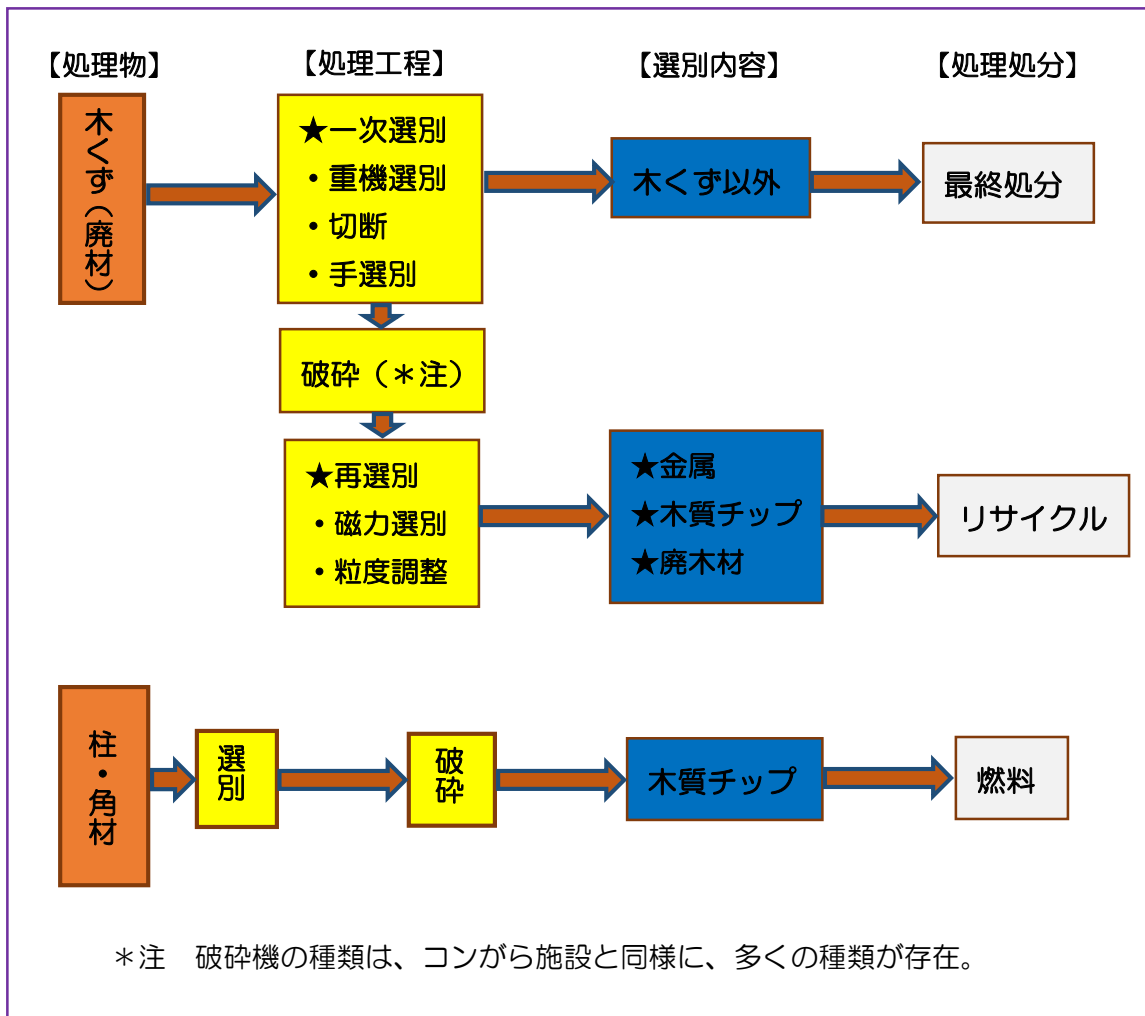 【処理物】
【処理工程】
【選別内容】
【処理処分】
木くず（廃材）
★一次選別
・重機選別
・切断
・手選別
木くず以外
最終処分
破砕（＊注）
★再選別
・磁力選別
・粒度調整
★金属
★木質チップ
★廃木材
リサイクル
柱・角材
選別
破砕
木質チップ
燃料
＊注　破砕機の種類は、コンがら施設と同様に、多くの種類が存在。